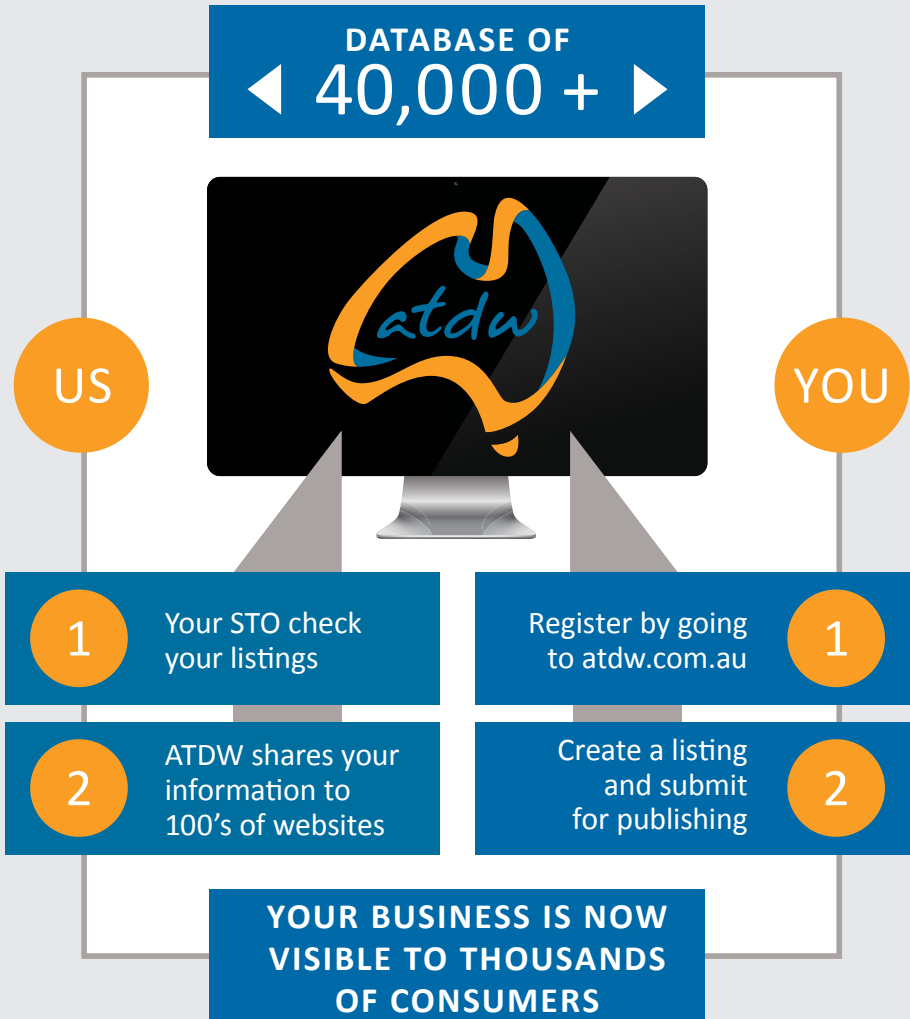 DATABASE OF
40,000 +
atdw
US
YOU
1
Your STO check
your listings
2
ATDW shares your
information to
100's of websites
Register by going
to atdw.com.au
1
Create a listing
and submit
for publishing
2
YOUR BUSINESS IS NOW
VISIBLE TO THOUSANDS
OF CONSUMERS